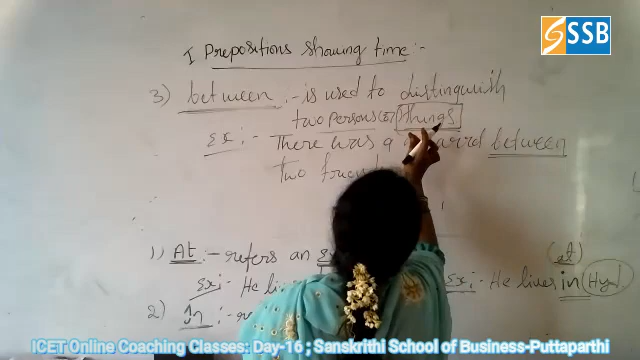 SSB
I Prepositions showing time :-
3) between :- is used to distinguish
two persons (or) things
Ex :- There was a between
two
1) At :- refers an (at)
Ex :- He Ex :- He lives in (Hyd)
2) In :-
ICET Online Coaching Classes: Day-16 ; Sanskrithi School of Business-Puttaparthi